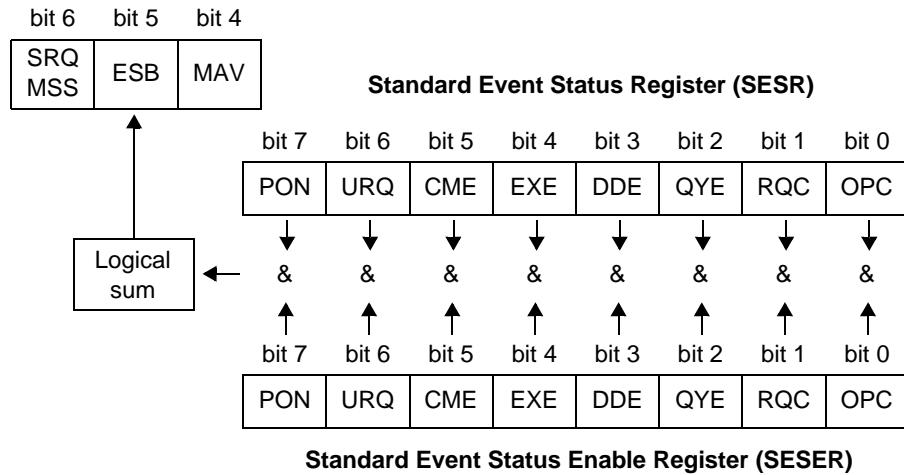 bit 6 bit 5 bit 4
SRQ
MSS
ESB
MAV
Standard Event Status Register (SESR)
bit 7 bit 6 bit 5 bit 4 bit 3 bit 2 bit 1 bit 0
PON URQ CME EXE DDE QYE RQC OPC
Logical
sum
& & & & & & & &
bit 7 bit 6 bit 5 bit 4 bit 3 bit 2 bit 1 bit 0
PON URQ CME EXE DDE QYE RQC OPC
Standard Event Status Enable Register (SESER)